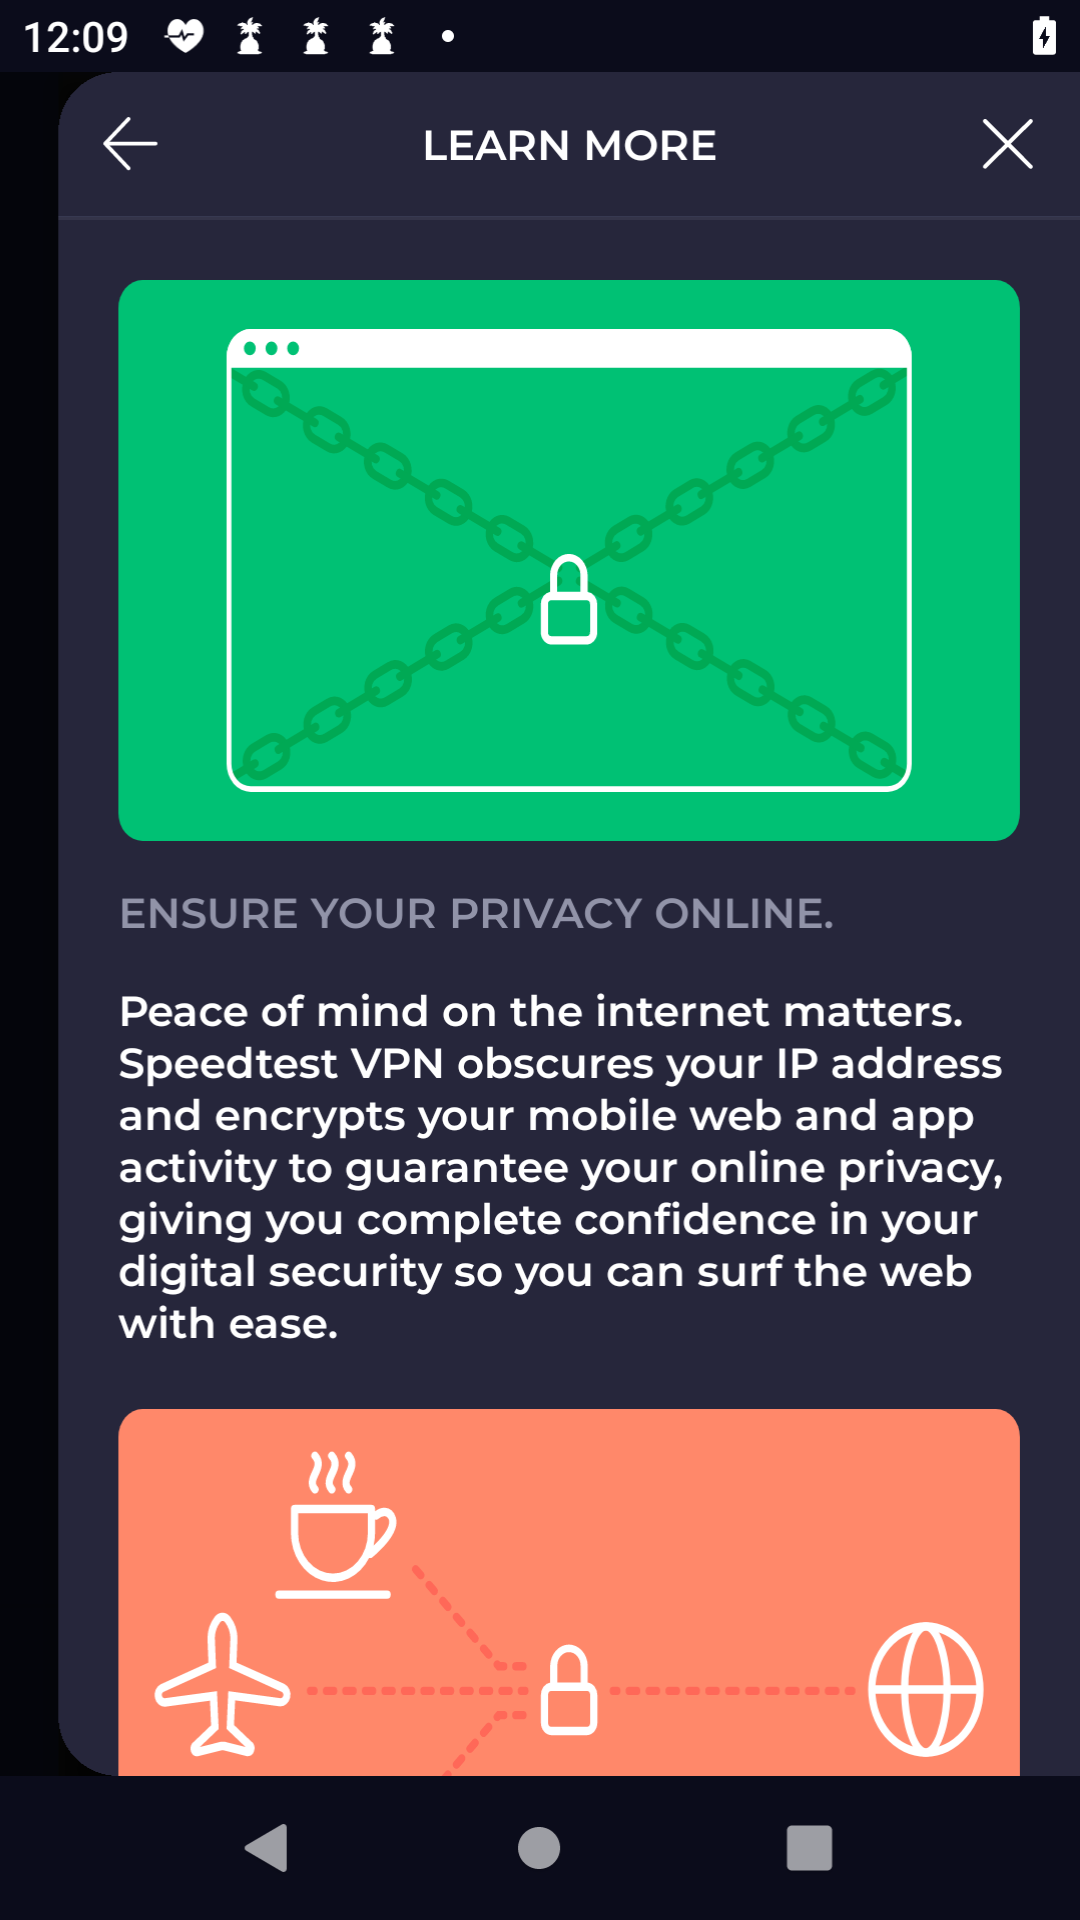 12:09
LEARN MORE
ENSURE YOUR PRIVACY ONLINE.
Peace of mind on the internet matters.
Speedtest VPN obscures your IP address
and encrypts your mobile web and app
activity to guarantee your online privacy,
giving you complete confidence in your
digital security so you can surf the web
with ease.